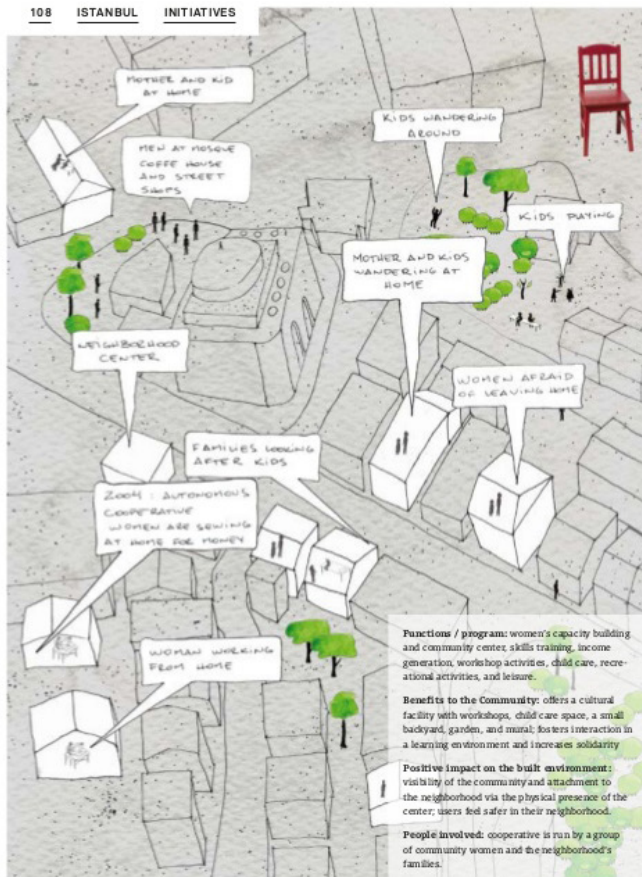 108 ISTANBUL INITIATIVES
MOTHER AND KID
AT HOME
MEN AT MOSQUE
COFFE HOUSE
AND STREET
SHOPS
KIDS WANDERING
AROUND
KIDS PLAYING
MOTHER AND KIDS
WANDERING AT
HOME
NEIGHBORHOOD
CENTER
WOMEN AFRAID
OF LEAVING HOME
FAMILIES LOOKING
AFTER KIDS
2004: AUTONOMOUS
COOPERATIVE
WOMEN ARE SEWING
AT HOME FOR MONEY
WOMAN WORKING
FROM HOME
Functions / program: women's capacity building
and community center, skills training, income
generation, workshop activities, child care, recre-
ational activities, and leisure.
Benefits to the Community: offers a cultural
facility with workshops, child care space, a small
backyard, garden, and mural; fosters interaction in
a learning environment and increases solidarity
Positive impact on the built environment:
visibility of the community and attachment to
the neighborhood via the physical presence of the
center; users feel safer in their neighborhood.
People involved: cooperative is run by a group
of community women and the neighborhood's
families.